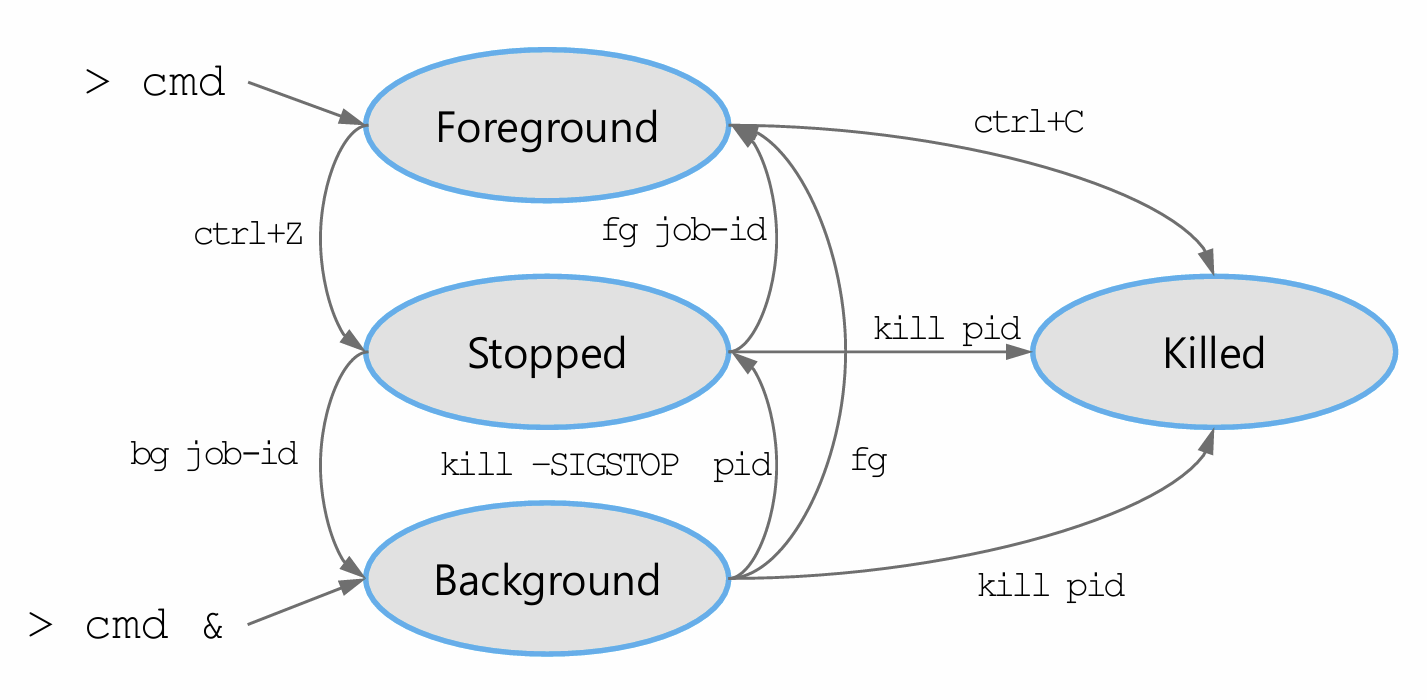 > cmd
Foreground
ctrl+C
ctrl+Z
fg job-id
kill pid
Stopped
Killed
bg job-id
kill –SIGSTOP pid
fg
Background
kill pid
> cmd &